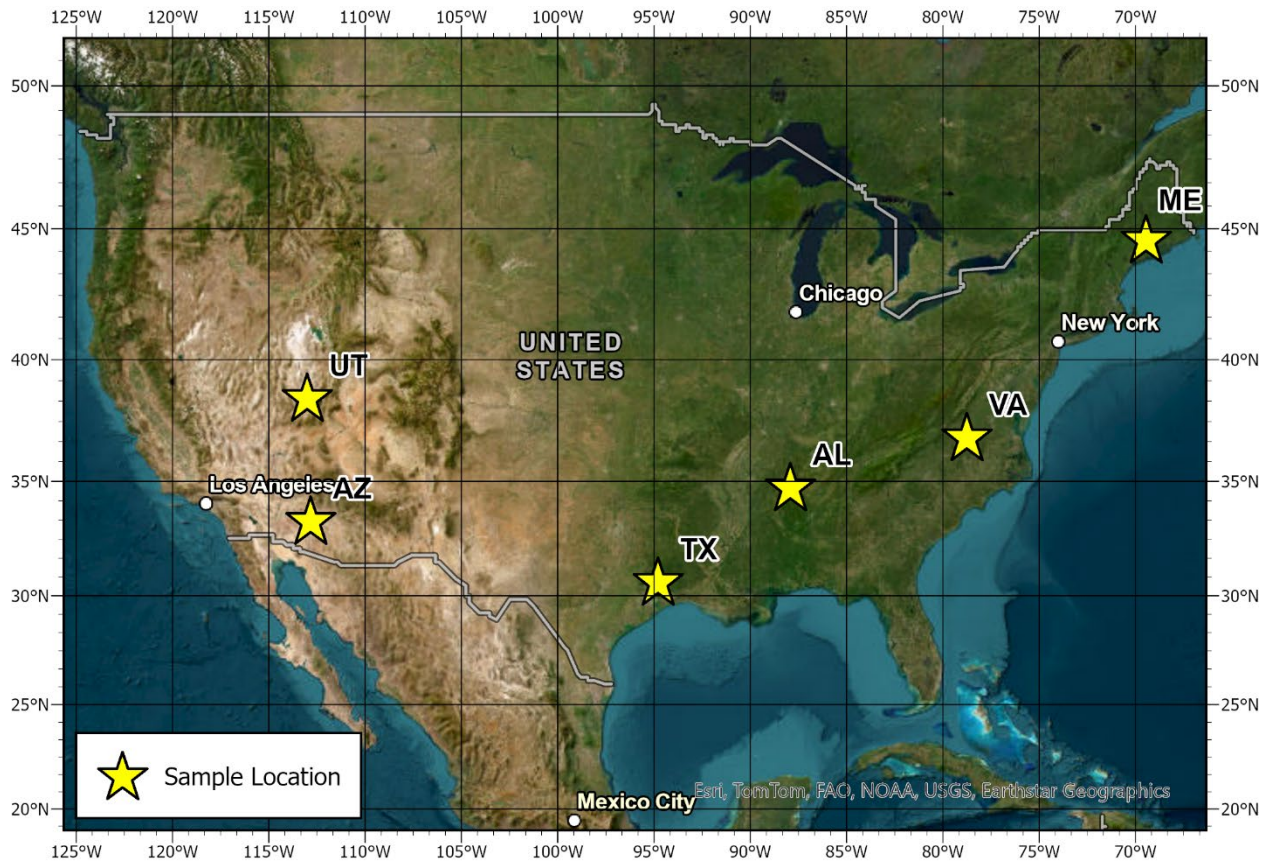 125°W 120°W 115°W 110°W 105°W 100°W 95°W 90°W 85°W 80°W 75°W 70°W
50°N 50°N
ME
45°N 45°N
Chicago
New York
UNITED
STATES
40°N 40°N
UT
VA
AL
35°N 35°N
Los Angeles
AZ
TX
30°N 30°N
25°N 25°N
Sample Location
Esri, TomTom, FAO, NOAA, USGS, Earthstar Geographics
Mexico City
20°N 20°N
125°W 120°W 115°W 110°W 105°W 100°W 95°W 90°W 85°W 80°W 75°W 70°W